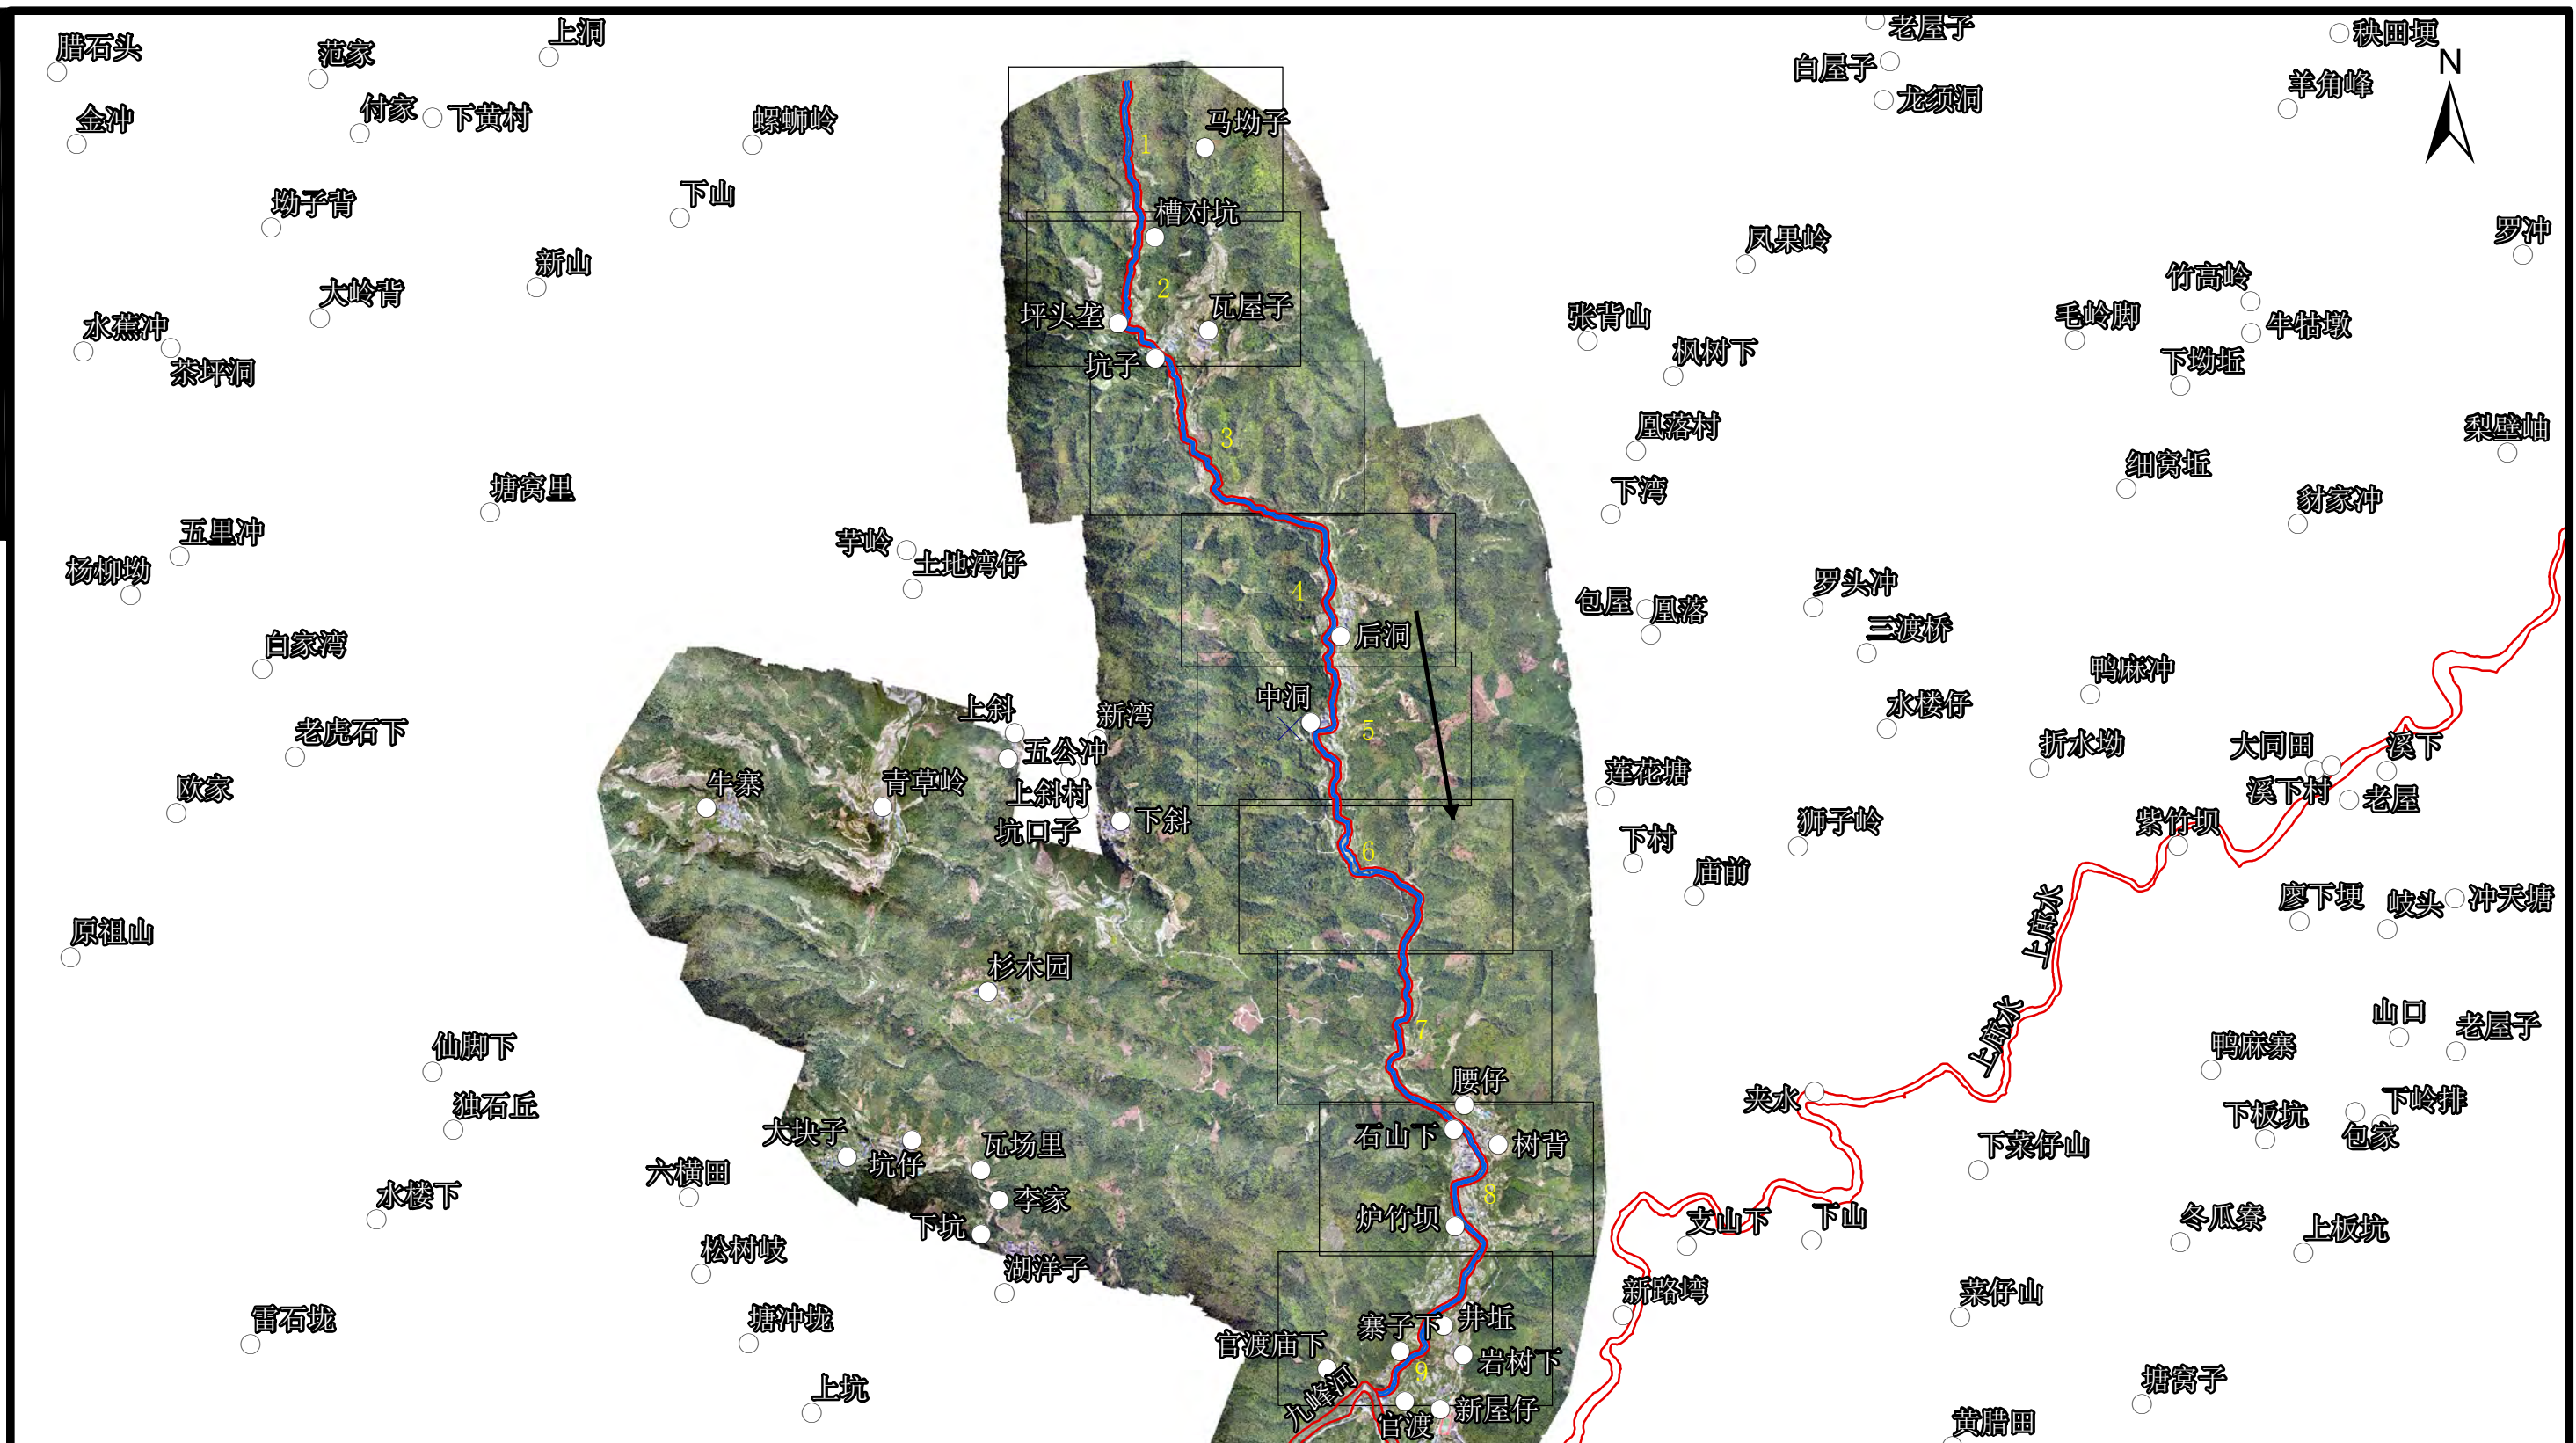 老屋子
秧田埂
上洞
腊石头
范家
白屋子
N
羊角峰
龙须洞
付家
下黄村
金冲
螺蛳岭
马坳子
1
下山
坳子背
槽对坑
罗冲
凤果岭
新山
竹高岭
2
大岭背
瓦屋子
坪头垄
张背山
毛岭脚
牛牯墩
水蕉冲
枫树下
下坳坵
坑子
茶坪洞
凰落村
梨壁岫
3
细窝坵
塘窝里
下湾
豺家冲
五里冲
芋岭
土地湾仔
杨柳坳
4
罗头冲
包屋
凰落
三渡桥
后洞
白家湾
鸭麻冲
中洞
水楼仔
上斜
新湾
老虎石下
5
折水坳
大同田
溪下
五公冲
莲花塘
牛寨
青草岭
欧家
上斜村
溪下村
老屋
下斜
坑口子
狮子岭
紫竹坝
下村
6
庙前
廖下埂
岐头
冲天塘
上廊水
原祖山
杉木园
山口
老屋子
7
上廊水
仙脚下
鸭麻寨
腰仔
夹水
独石丘
下岭排
大块子
石山下
树背
下板坑
包家
瓦场里
下菜仔山
坑仔
六横田
8
水楼下
李家
炉竹坝
支山下
下山
冬瓜寮
下坑
上板坑
松树岐
湖洋子
新路塆
菜仔山
雷石垅
塘冲垅
寨子下
井坵
官渡庙下
岩树下
9
塘窝子
上坑
九峰河
官渡
新屋仔
黄腊田